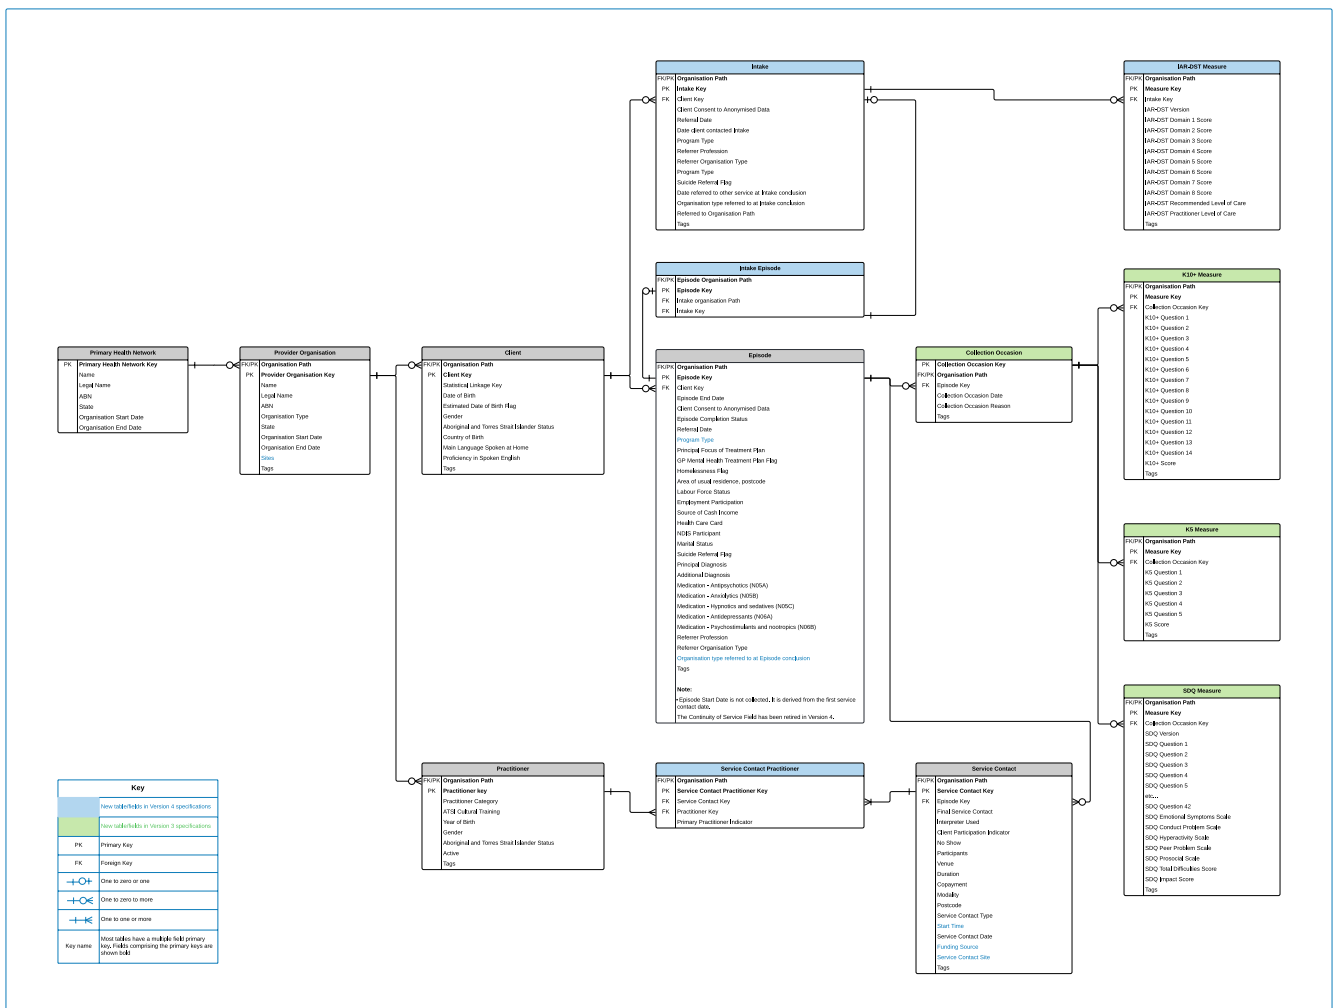 Intake
FK/PK Organisation Path
PK Intake Key
FK Client Key
Client Consent to Anonymised Data
Referral Date
Date client contacted Intake
Program Type
Referrer Profession
Referrer Organisation Type
Program Type
Suicide Referral Flag
Date referred to other service at Intake conclusion
Organisation type referred to at Intake conclusion
Referred to Organisation Path
Tags
IAR-DST Measure
FK/PK Organisation Path
PK Measure Key
FK Intake Key
IAR-DST Version
IAR-DST Domain 1 Score
IAR-DST Domain 2 Score
IAR-DST Domain 3 Score
IAR-DST Domain 4 Score
IAR-DST Domain 5 Score
IAR-DST Domain 6 Score
IAR-DST Domain 7 Score
IAR-DST Domain 8 Score
IAR-DST Recommended Level of Care
IAR-DST Practitioner Level of Care
Tags
Intake Episode
FK/PK Episode Organisation Path
PK Episode Key
FK Intake organisation Path
FK Intake Key
K10+ Measure
FK/PK Organisation Path
PK Measure Key
FK Collection Occasion Key
K10+ Question 1
K10+ Question 2
K10+ Question 3
K10+ Question 4
K10+ Question 5
K10+ Question 6
K10+ Question 7
K10+ Question 8
K10+ Question 9
K10+ Question 10
K10+ Question 11
K10+ Question 12
K10+ Question 13
K10+ Question 14
K10+ Score
Tags
Primary Health Network
PK Primary Health Network Key
Name
Legal Name
ABN
State
Organisation Start Date
Organisation End Date
Provider Organisation
FK/PK Organisation Path
PK Provider Organisation Key
Name
Legal Name
ABN
Organisation Type
State
Organisation Start Date
Organisation End Date
Sites
Tags
Client
FK/PK Organisation Path
PK Client Key
Statistical Linkage Key
Date of Birth
Estimated Date of Birth Flag
Gender
Aboriginal and Torres Strait Islander Status
Country of Birth
Main Language Spoken at Home
Proficiency in Spoken English
Tags
Episode
FK/PK Organisation Path
PK Episode Key
FK Client Key
Episode End Date
Client Consent to Anonymised Data
Episode Completion Status
Referral Date
Program Type
Principal Focus of Treatment Plan
GP Mental Health Treatment Plan Flag
Homelessness Flag
Area of usual residence, postcode
Labour Force Status
Employment Participation
Source of Cash Income
Health Care Card
NDIS Participant
Marital Status
Suicide Referral Flag
Principal Diagnosis
Additional Diagnosis
Medication - Antipsychotics (N05A)
Medication - Anxiolytics (N05B)
Medication - Hypnotics and sedatives (N05C)
Medication - Antidepressants (N06A)
Medication - Psychostimulants and nootropics (N06B)
Referrer Profession
Referrer Organisation Type
Organisation type referred to at Episode conclusion
Tags
Note:
- Episode Start Date is not collected. It is derived from the first service
contact date.
The Continuity of Service Field has been retired in Version 4.
Collection Occasion
PK Collection Occasion Key
FK/PK Organisation Path
FK Episode Key
Collection Occasion Date
Collection Occasion Reason
Tags
K5 Measure
FK/PK Organisation Path
PK Measure Key
FK Collection Occasion Key
K5 Question 1
K5 Question 2
K5 Question 3
K5 Question 4
K5 Question 5
K5 Score
Tags
SDQ Measure
FK/PK Organisation Path
PK Measure Key
FK Collection Occasion Key
SDQ Version
SDQ Question 1
SDQ Question 2
SDQ Question 3
SDQ Question 4
SDQ Question 5
etc...
SDQ Question 42
SDQ Emotional Symptoms Scale
SDQ Conduct Problem Scale
SDQ Hyperactivity Scale
SDQ Peer Problem Scale
SDQ Prosocial Scale
SDQ Total Difficulties Score
SDQ Impact Score
Tags
Practitioner
FK/PK Organisation Path
PK Practitioner key
Practitioner Category
ATSI Cultural Training
Year of Birth
Gender
Aboriginal and Torres Strait Islander Status
Active
Tags
Service Contact Practitioner
FK/PK Organisation Path
PK Service Contact Practitioner Key
FK Service Contact Key
FK Practitioner Key
Primary Practitioner Indicator
Service Contact
FK/PK Organisation Path
PK Service Contact Key
FK Episode Key
Final Service Contact
Interpreter Used
Client Participation Indicator
No Show
Participants
Venue
Duration
Copayment
Modality
Postcode
Service Contact Type
Start Time
Service Contact Date
Funding Source
Service Contact Site
Tags
Key
New table/fields in Version 4 specifications
New table/fields in Version 3 specifications
PK Primary Key
FK Foreign Key
One to zero or one
One to zero to more
One to one or more
Key name
Most tables have a multiple field primary
key. Fields comprising the primary keys are
shown bold